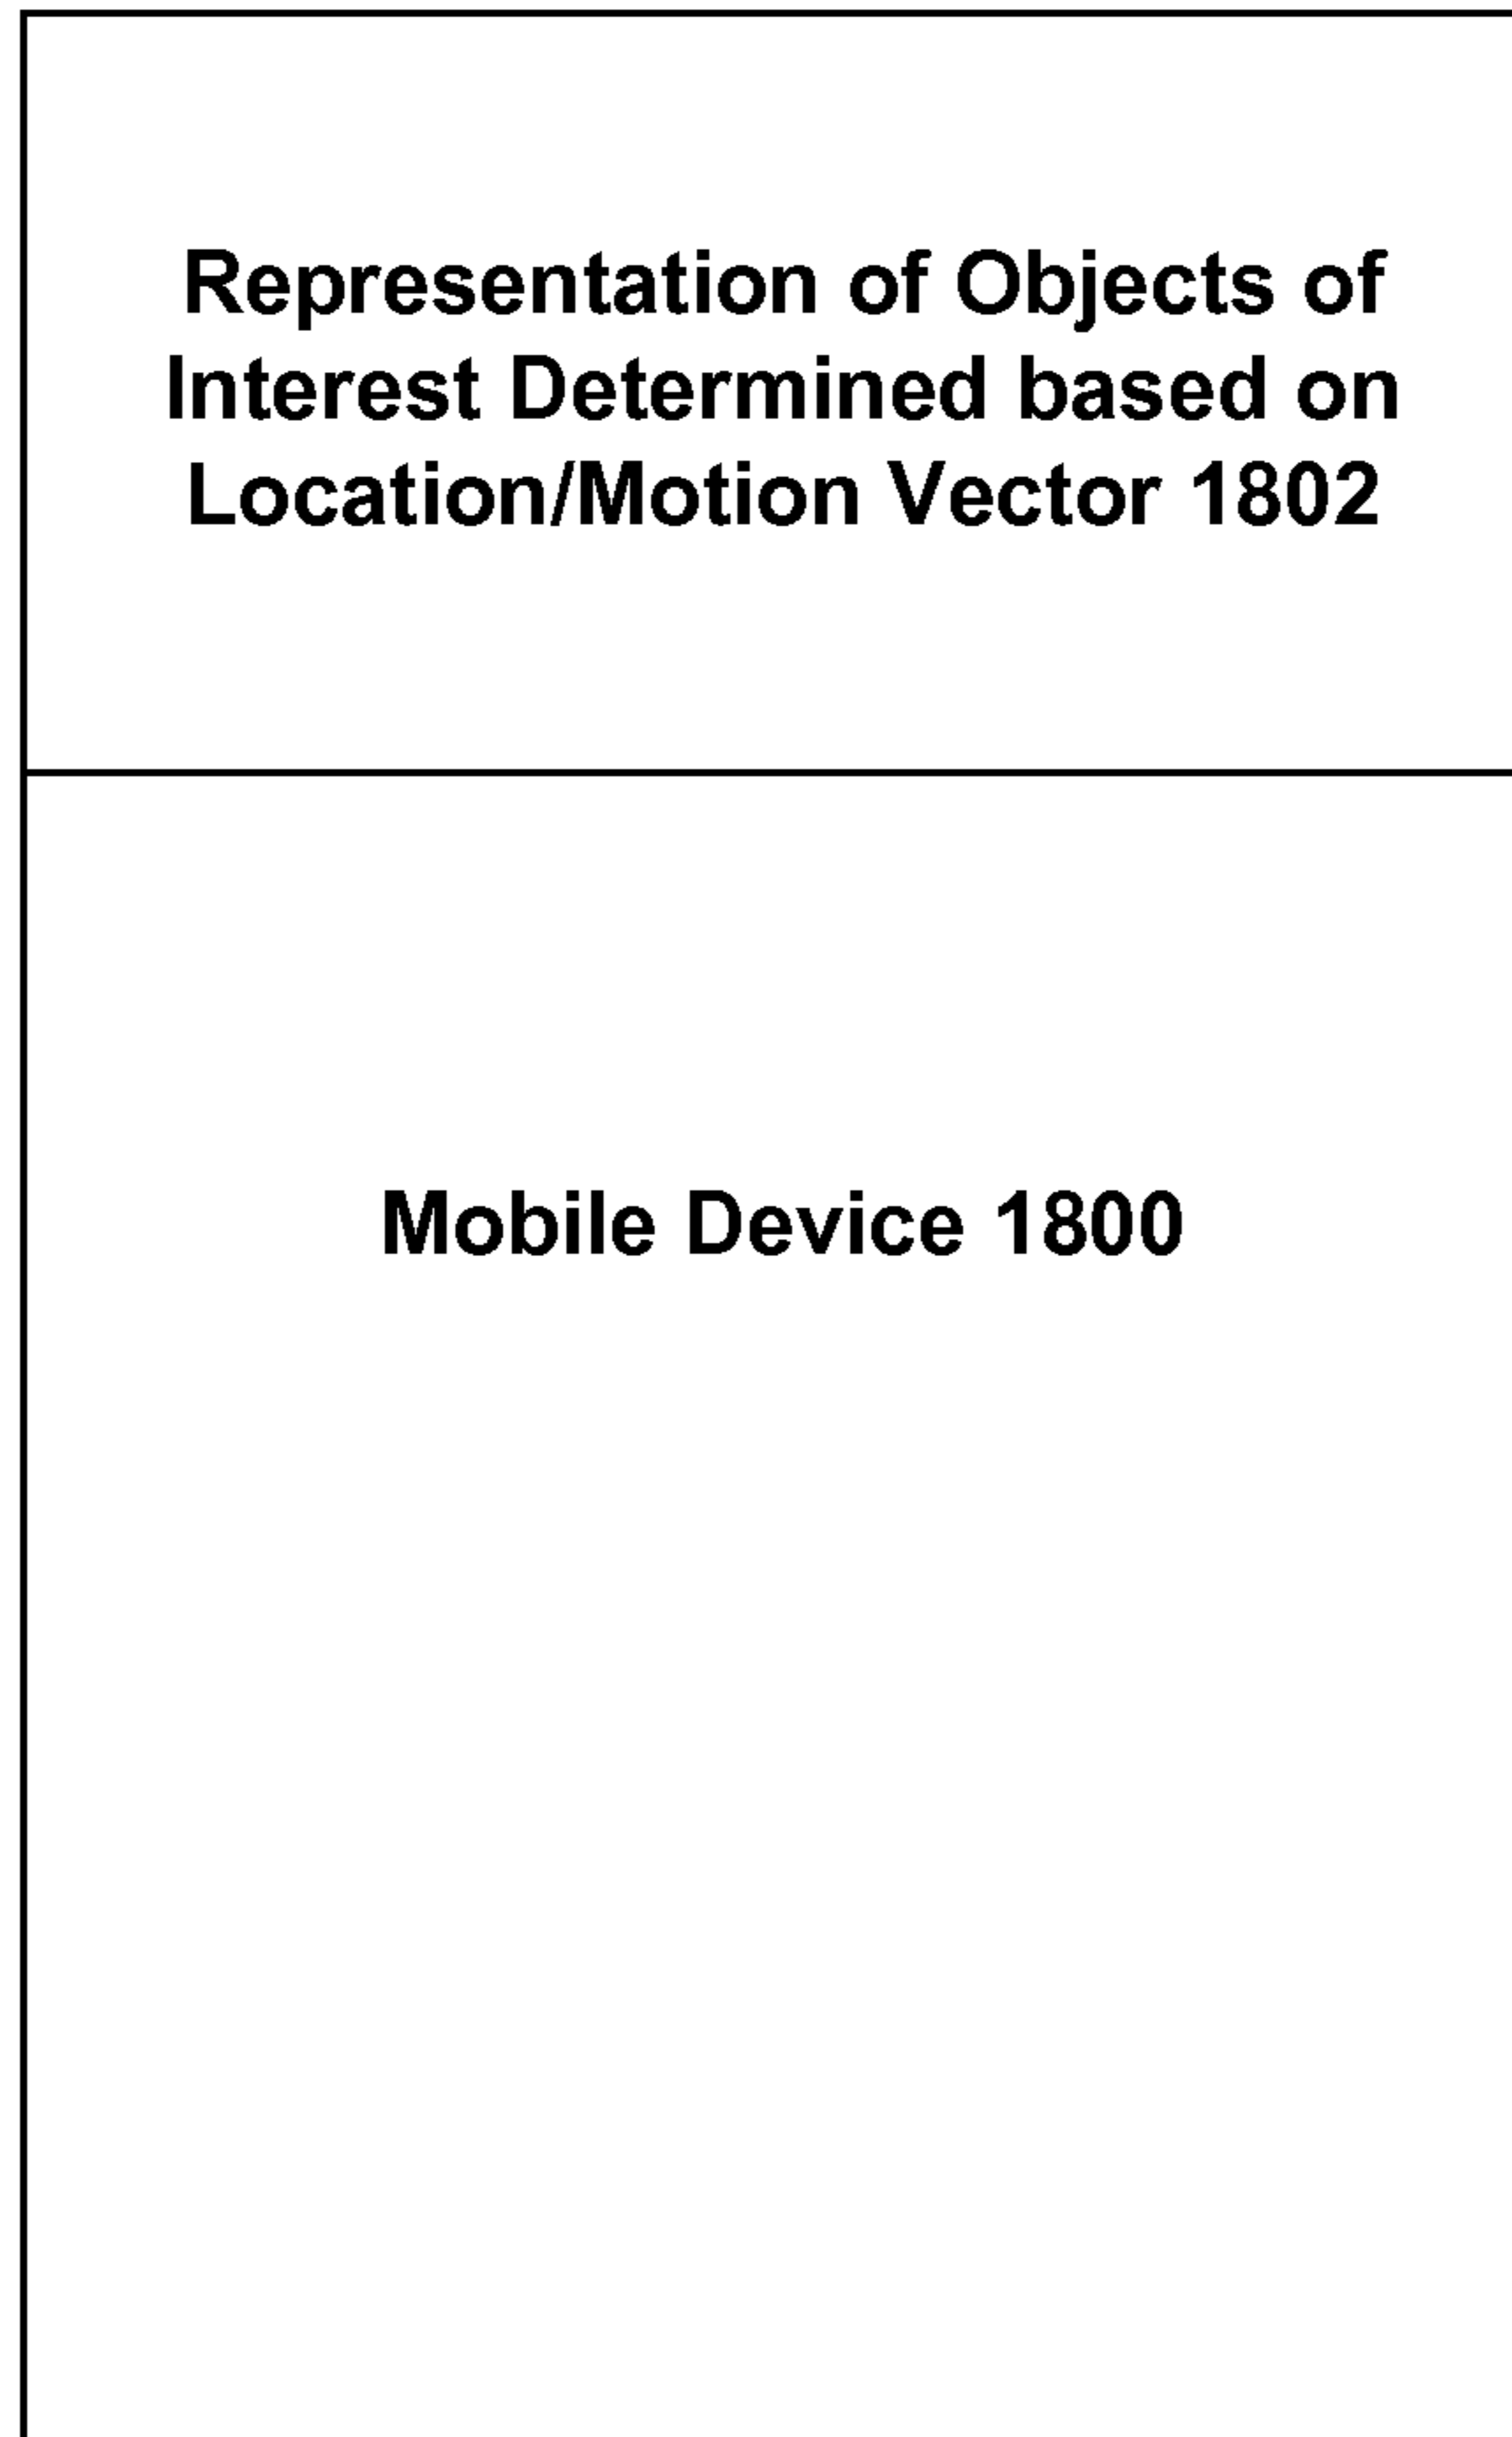 Representation of Objects of
Interest Determined based on
Location/Motion Vector 1802
Mobile Device 1800